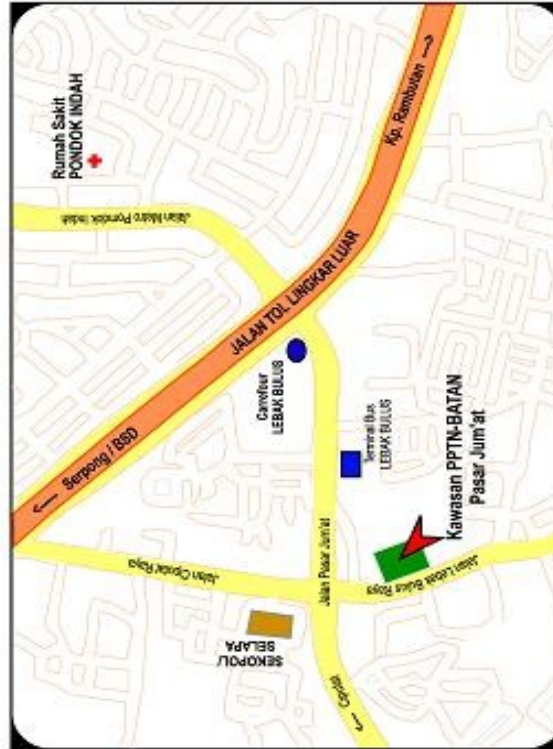 Rumah Sakit
PONDOK INDAH
Jalan Metro Pondok Indah
Kp. Rambutan
JALAN TOL LINGKAR LUAR
Serpong / BSD
Carrefour
LEBAK BULUS
Terminal Bus
LEBAK BULUS
Kawasan PPTN-BATAN
Pasar Jum'at
Jalan Pasar Jum'at
Jalan Lebak Bulus Raya
Jalan Ciputat Raya
SEKOPOL/
SELAPA
Ciputat